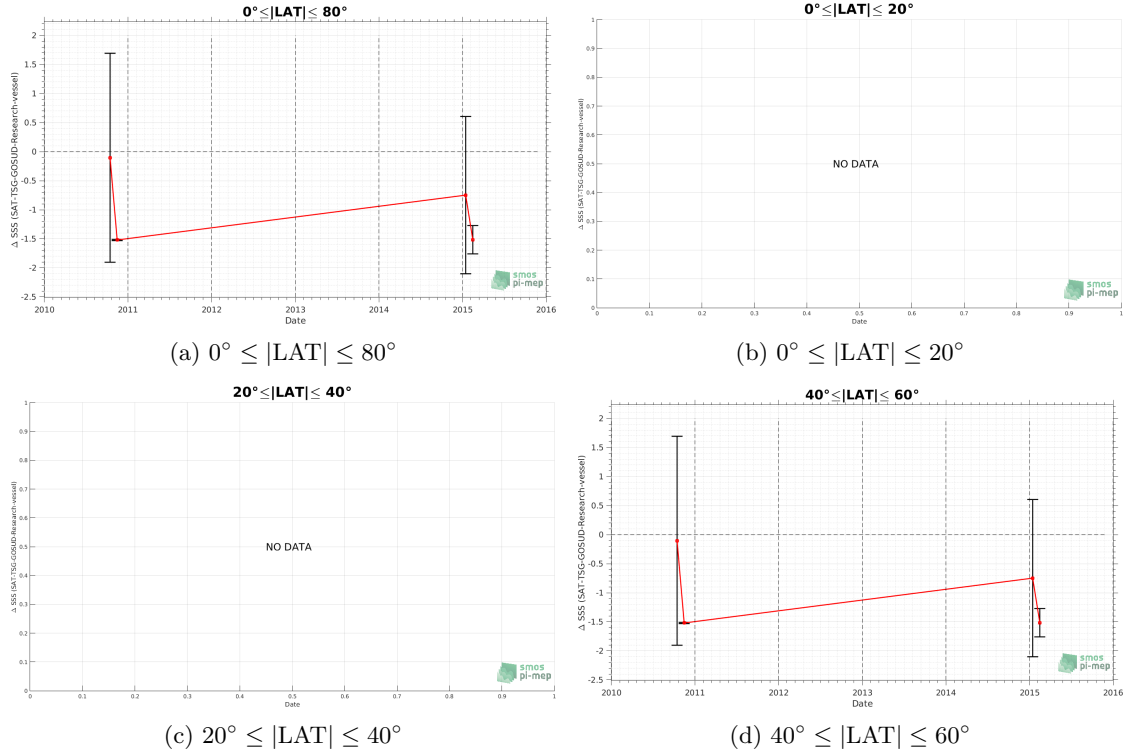 0°≤|LAT|≤ 80°
2
1.5
1
0.5
0
-0.5
-1
-1.5
-2
-2.5
Δ SSS (SAT-TSG-GOSUD-Research-vessel)
2010 2011 2012 2013 2014 2015 2016
Date
smos
pi-mep
(a) 0° ≤ |LAT| ≤ 80°
0°≤|LAT|≤ 20°
1
0.9
0.8
0.7
0.6
0.5
0.4
0.3
0.2
0.1
0
Δ SSS (SAT-TSG-GOSUD-Research-vessel)
NO DATA
0 0.1 0.2 0.3 0.4 0.5 0.6 0.7 0.8 0.9 1
Date
smos
pi-mep
(b) 0° ≤ |LAT| ≤ 20°
20°≤|LAT|≤ 40°
1
0.9
0.8
0.7
0.6
0.5
0.4
0.3
0.2
0.1
0
Δ SSS (SAT-TSG-GOSUD-Research-vessel)
NO DATA
0 0.1 0.2 0.3 0.4 0.5 0.6 0.7 0.8 0.9 1
Date
smos
pi-mep
(c) 20° ≤ |LAT| ≤ 40°
40°≤|LAT|≤ 60°
2
1.5
1
0.5
0
-0.5
-1
-1.5
-2
-2.5
Δ SSS (SAT-TSG-GOSUD-Research-vessel)
2010 2011 2012 2013 2014 2015 2016
Date
smos
pi-mep
(d) 40° ≤ |LAT| ≤ 60°